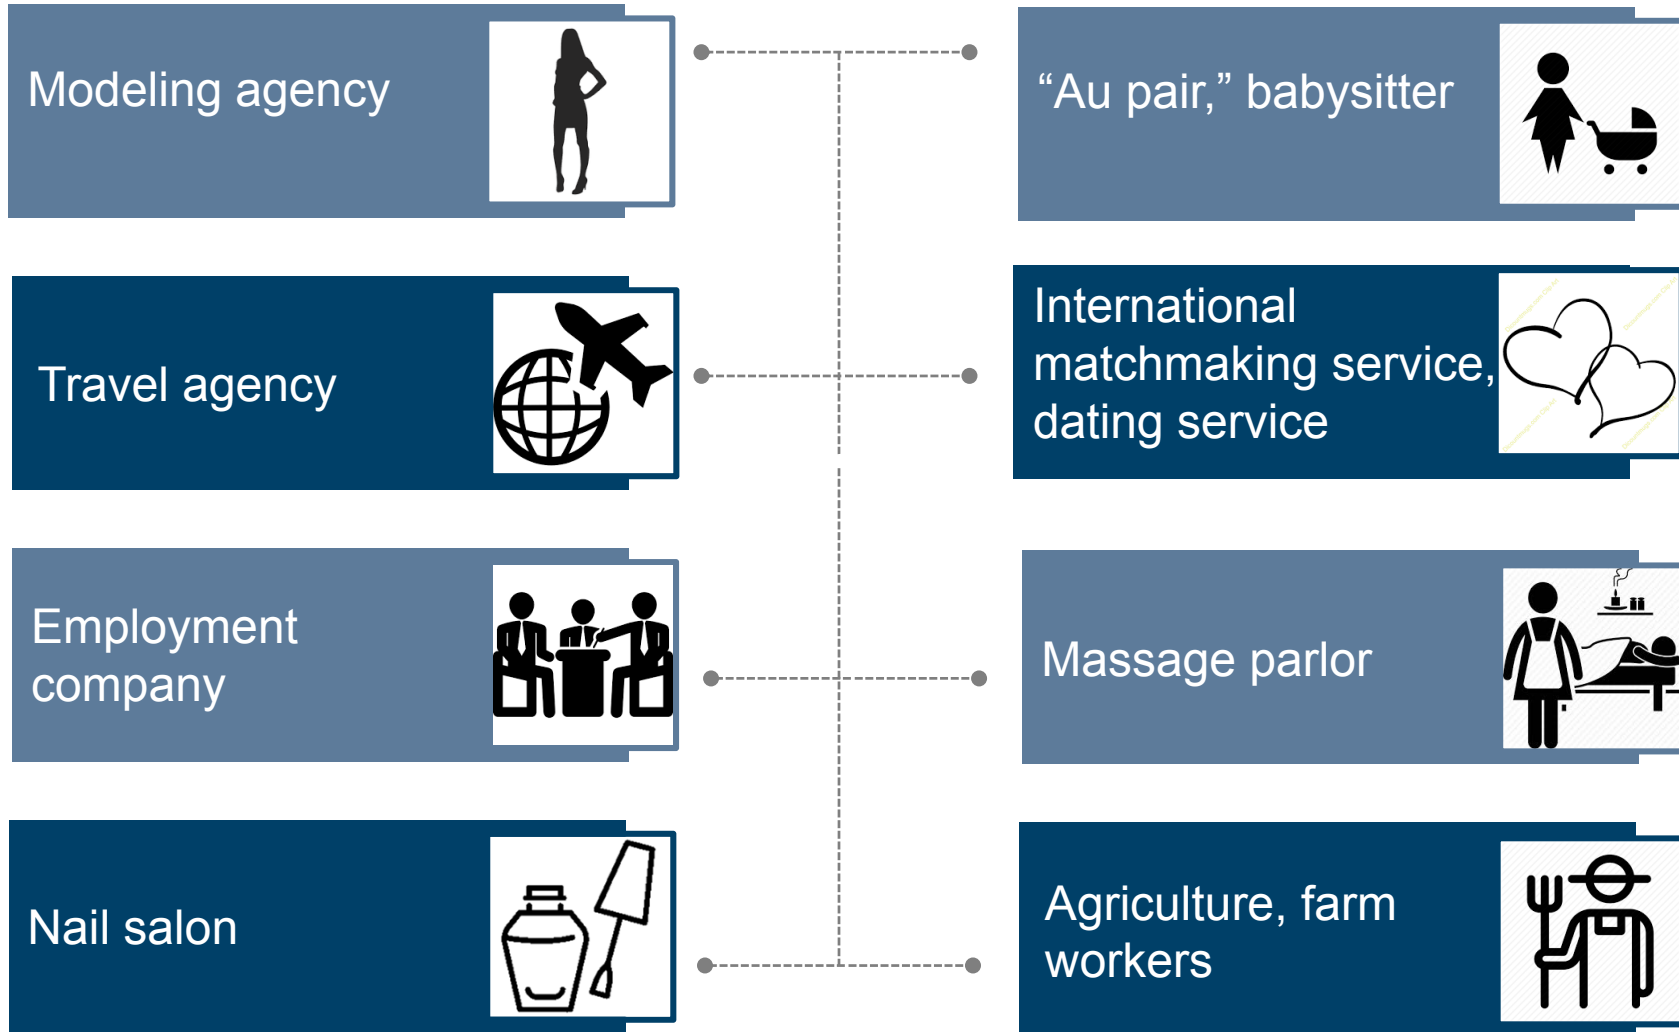 Modeling agency
“Au pair,” babysitter
Travel agency
International
matchmaking service,
dating service
Employment
company
Massage parlor
Nail salon
Agriculture, farm
workers